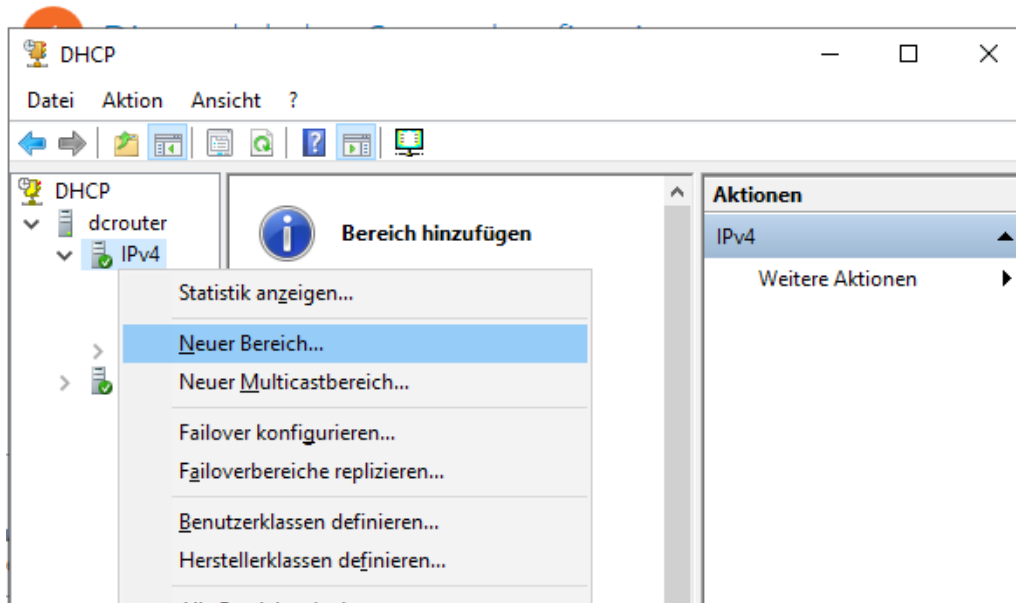 DHCP
Datei Aktion Ansicht ?
DHCP
dcrouter
IPv4
Bereich hinzufügen
Aktionen
IPv4
Weitere Aktionen
Statistik anzeigen...
Neuer Bereich...
Neuer Multicastbereich...
Failover konfigurieren...
Failoverbereiche replizieren...
Benutzerklassen definieren...
Herstellerklassen definieren...